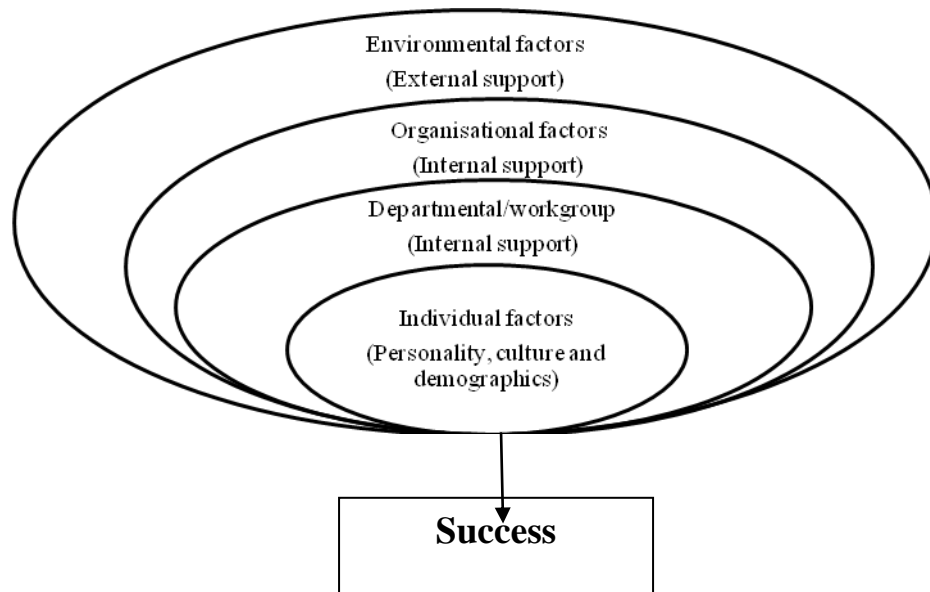 Environmental factors
(External support)
Organisational factors
(Internal support)
Departmental/workgroup
(Internal support)
Individual factors
(Personality, culture and
demographics)
Success